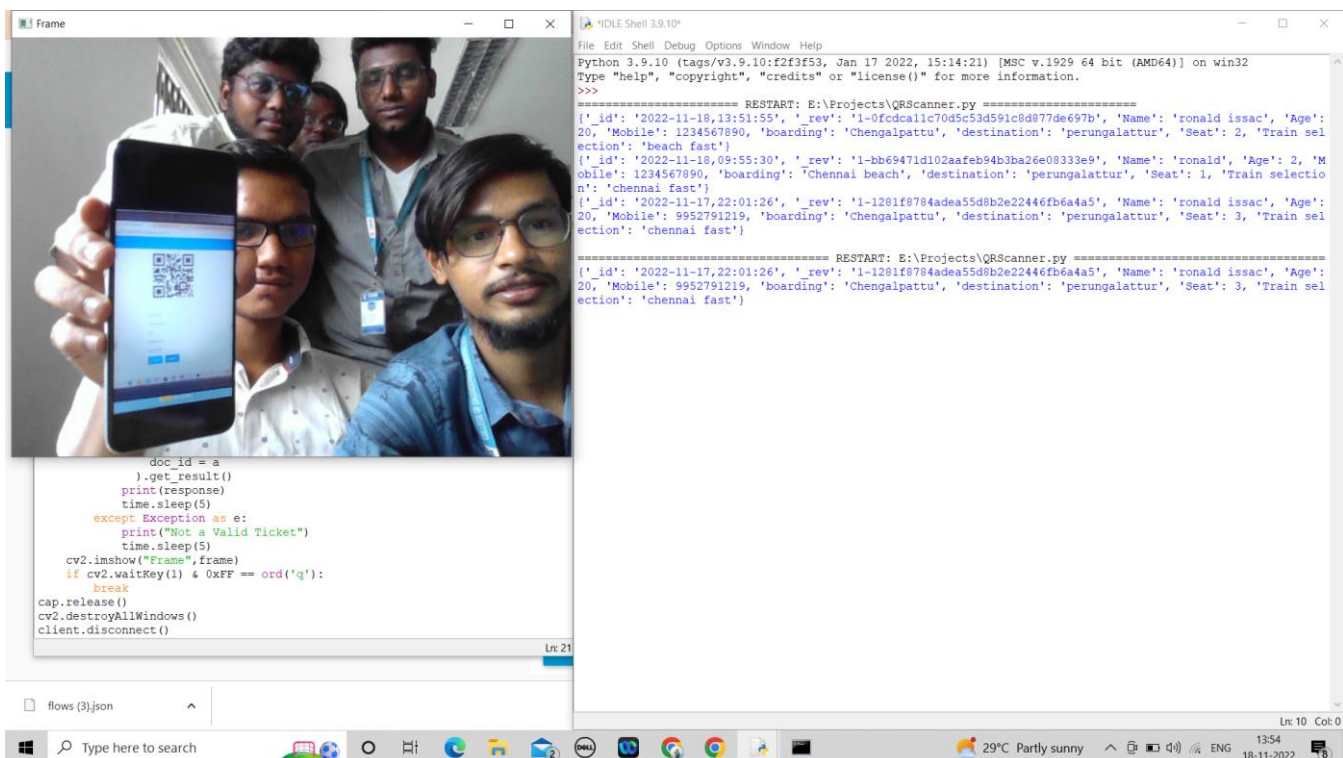 Frame
*IDLE Shell 3.9.10*
File Edit Shell Debug Options Window Help
Python 3.9.10 (tags/v3.9.10:f2f3f53, Jan 17 2022, 15:14:21) [MSC v.1929 64 bit (AMD64)] on win32
Type "help", "copyright", "credits" or "license()" for more information.
>>>
======================= RESTART: E:\Projects\QRScanner.py ======================
{'_id': '2022-11-18,13:51:55', '_rev': '1-0fcdca11c70d5c53d591c8d877de697b', 'Name': 'ronald issac', 'Age':
20, 'Mobile': 1234567890, 'boarding': 'Chengalpattu', 'destination': 'perungalattur', 'Seat': 2, 'Train sel
ection': 'beach fast'}
{'_id': '2022-11-18,09:55:30', '_rev': '1-bb69471d102aafeb94b3ba26e08333e9', 'Name': 'ronald', 'Age': 2, 'M
obile': 1234567890, 'boarding': 'Chennai beach', 'destination': 'perungalattur', 'Seat': 1, 'Train selectio
n': 'chennai fast'}
{'_id': '2022-11-17,22:01:26', '_rev': '1-1281f8784adea55d8b2e22446fb6a4a5', 'Name': 'ronald issac', 'Age':
20, 'Mobile': 9952791219, 'boarding': 'Chengalpattu', 'destination': 'perungalattur', 'Seat': 3, 'Train sel
ection': 'chennai fast'}
=================================== RESTART: E:\Projects\QRScanner.py ===================================
{'_id': '2022-11-17,22:01:26', '_rev': '1-1281f8784adea55d8b2e22446fb6a4a5', 'Name': 'ronald issac', 'Age':
20, 'Mobile': 9952791219, 'boarding': 'Chengalpattu', 'destination': 'perungalattur', 'Seat': 3, 'Train sel
ection': 'chennai fast'}
doc_id = a
).get_result()
print(response)
time.sleep(5)
except Exception as e:
print("Not a Valid Ticket")
time.sleep(5)
cv2.imshow("Frame",frame)
if cv2.waitKey(1) & 0xFF == ord('q'):
break
cap.release()
cv2.destroyAllWindows()
client.disconnect()
Ln: 21
flows (3).json
Ln: 10 Col: 0
Type here to search
2
DELL
29°C Partly sunny
ENG
13:54
18-11-2022
8